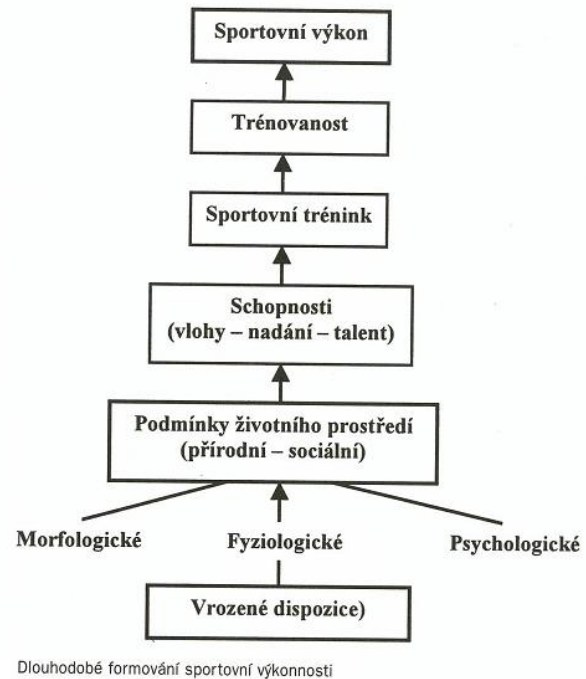 Sportovní výkon
Trénovanost
Sportovní trénink
Schopnosti
(vlohy – nadání – talent)
Podmínky životního prostředí
(přírodní – sociální)
Morfologické
Fyziologické
Psychologické
Vrozené dispozice)
Dlouhodobé formování sportovní výkonnosti